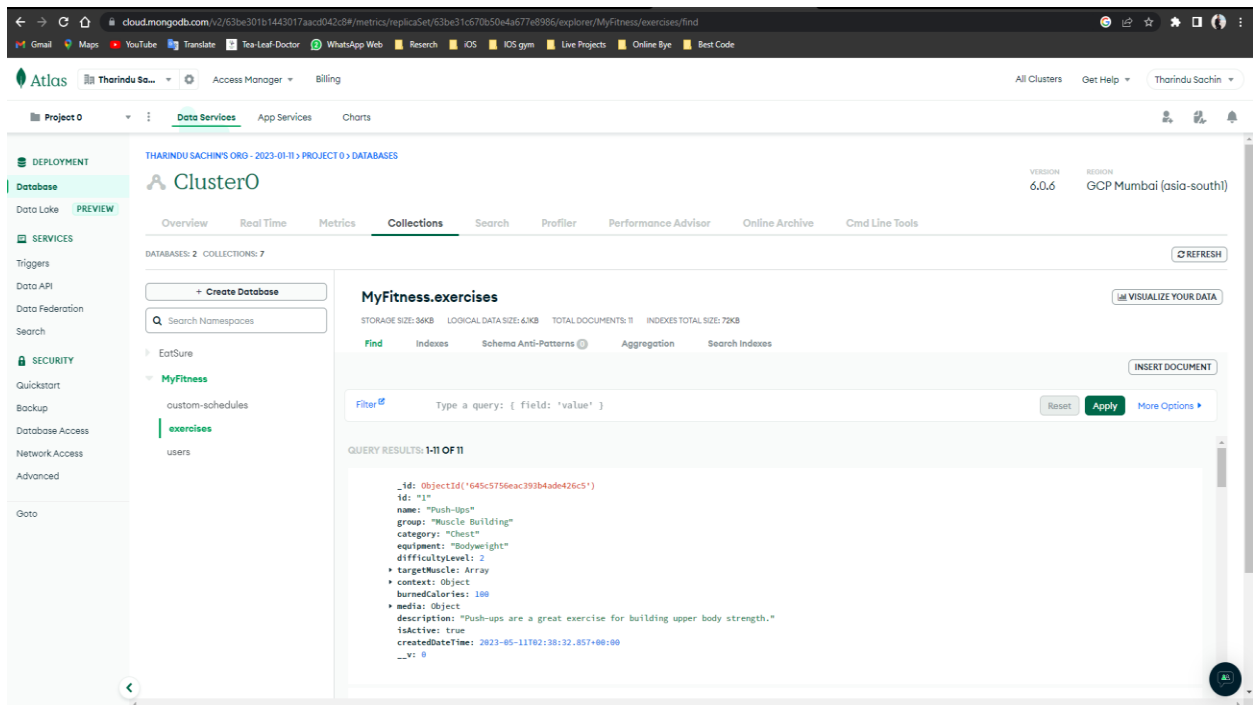 cloud.mongodb.com/v2/63be301b1443017aacd042c8#/metrics/replicaSet/63be31c670b50e4a677e8986/explorer/MyFitness/exercises/find
Gmail Maps YouTube Translate Tea-Leaf-Doctor WhatsApp Web Reserch iOS IOS gym Live Projects Online Bye Best Code
Atlas Tharindu Sa... Access Manager Billing All Clusters Get Help Tharindu Sachin
Project 0 Data Services App Services Charts
DEPLOYMENT
Database
Data Lake PREVIEW
SERVICES
Triggers
Data API
Data Federation
Search
SECURITY
Quickstart
Backup
Database Access
Network Access
Advanced
Goto
THARINDU SACHIN'S ORG - 2023-01-11 > PROJECT 0 > DATABASES
Cluster0
VERSION
6.0.6
REGION
GCP Mumbai (asia-south1)
Overview Real Time Metrics Collections Search Profiler Performance Advisor Online Archive Cmd Line Tools
DATABASES: 2 COLLECTIONS: 7
REFRESH
+ Create Database
Search Namespaces
EatSure
MyFitness
custom-schedules
exercises
users
MyFitness.exercises
VISUALIZE YOUR DATA
STORAGE SIZE: 36KB LOGICAL DATA SIZE: 6.1KB TOTAL DOCUMENTS: 11 INDEXES TOTAL SIZE: 72KB
Find Indexes Schema Anti-Patterns 0 Aggregation Search Indexes
INSERT DOCUMENT
Filter Type a query: { field: 'value' } Reset Apply More Options
QUERY RESULTS: 1-11 OF 11
_id: ObjectId('645c5756eac393b4ade426c5')
id: "1"
name: "Push-Ups"
group: "Muscle Building"
category: "Chest"
equipment: "Bodyweight"
difficultyLevel: 2
targetMuscle: Array
context: Object
burnedCalories: 100
media: Object
description: "Push-ups are a great exercise for building upper body strength."
isActive: true
createdDateTime: 2023-05-11T02:38:32.857+00:00
__v: 0